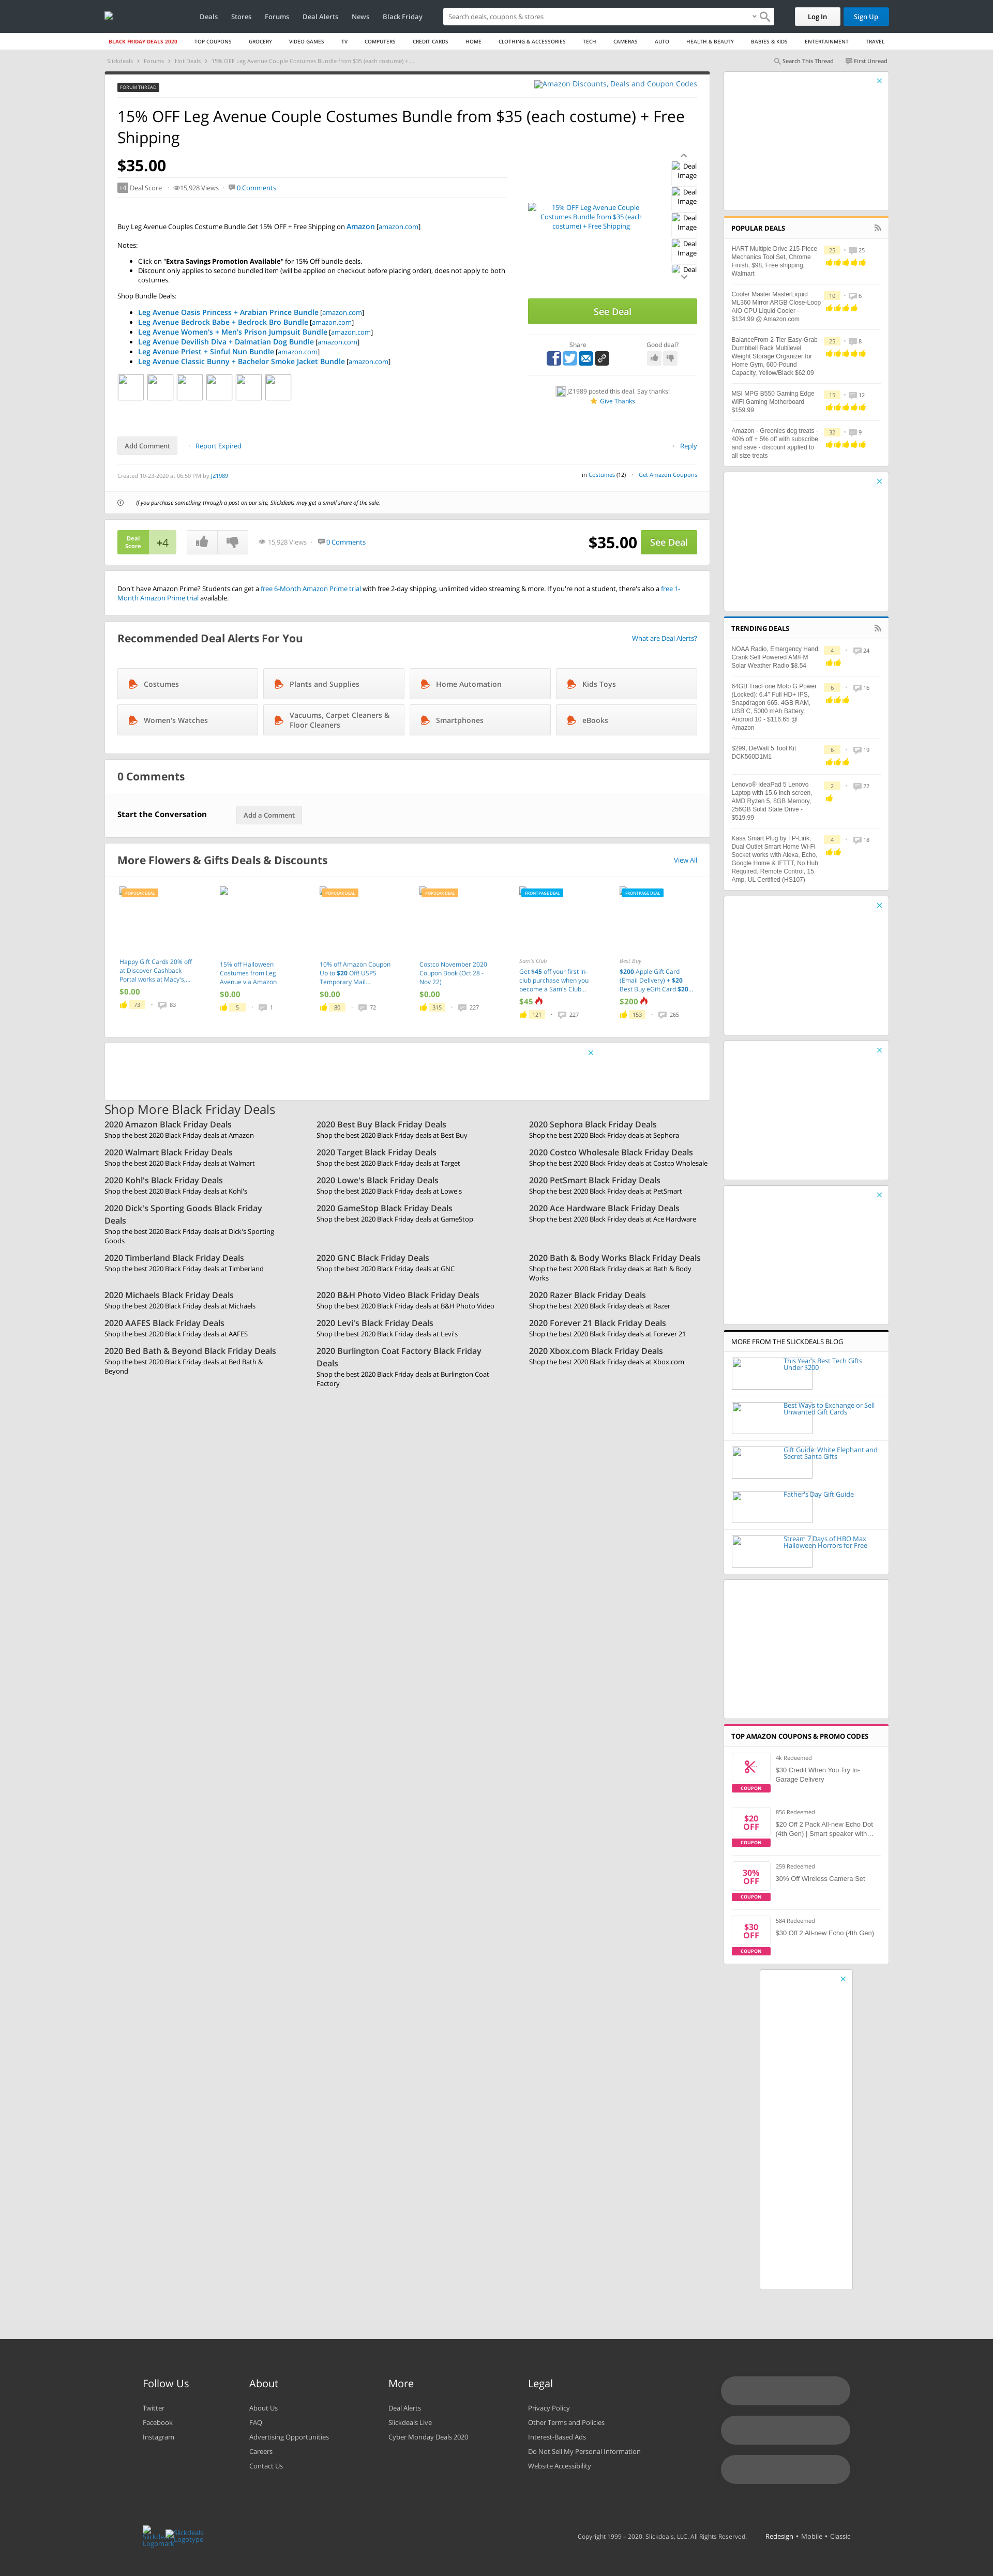 Deals
Stores
Forums
Deal Alerts
News
Black Friday
Search deals, coupons & stores
Log In
Sign Up
BLACK FRIDAY DEALS 2020
TOP COUPONS
GROCERY
VIDEO GAMES
TV
COMPUTERS
CREDIT CARDS
HOME
CLOTHING & ACCESSORIES
TECH
CAMERAS
AUTO
HEALTH & BEAUTY
BABIES & KIDS
ENTERTAINMENT
TRAVEL
Slickdeals > Forums > Hot Deals > 15% OFF Leg Avenue Couple Costumes Bundle from $35 (each costume) + ...
Search This Thread
First Unread
FORUM THREAD
Amazon Discounts, Deals and Coupon Codes
15% OFF Leg Avenue Couple Costumes Bundle from $35 (each costume) + Free
Shipping
$35.00
+4 Deal Score • 15,928 Views • 0 Comments
Buy Leg Avenue Couples Costume Bundle Get 15% OFF + Free Shipping on Amazon [amazon.com]
Notes:
Click on "Extra Savings Promotion Available" for 15% Off bundle deals.
Discount only applies to second bundled item (will be applied on checkout before placing order), does not apply to both
costumes.
Shop Bundle Deals:
Leg Avenue Oasis Princess + Arabian Prince Bundle [amazon.com]
Leg Avenue Bedrock Babe + Bedrock Bro Bundle [amazon.com]
Leg Avenue Women's + Men's Prison Jumpsuit Bundle [amazon.com]
Leg Avenue Devilish Diva + Dalmatian Dog Bundle [amazon.com]
Leg Avenue Priest + Sinful Nun Bundle [amazon.com]
Leg Avenue Classic Bunny + Bachelor Smoke Jacket Bundle [amazon.com]
15% OFF Leg Avenue Couple
Costumes Bundle from $35 (each
costume) + Free Shipping
Deal
Image
Deal
Image
Deal
Image
Deal
Image
Deal
See Deal
Share
Good deal?
JZ1989 posted this deal. Say thanks!
Give Thanks
Add Comment
• Report Expired
• Reply
Created 10-23-2020 at 06:50 PM by JZ1989
in Costumes (12) • Get Amazon Coupons
If you purchase something through a post on our site, Slickdeals may get a small share of the sale.
Deal
Score
+4
15,928 Views • 0 Comments
$35.00
See Deal
Don't have Amazon Prime? Students can get a free 6-Month Amazon Prime trial with free 2-day shipping, unlimited video streaming & more. If you're not a student, there's also a free 1-
Month Amazon Prime trial available.
Recommended Deal Alerts For You
What are Deal Alerts?
Costumes
Plants and Supplies
Home Automation
Kids Toys
Women's Watches
Vacuums, Carpet Cleaners &
Floor Cleaners
Smartphones
eBooks
0 Comments
Start the Conversation
Add a Comment
More Flowers & Gifts Deals & Discounts
View All
POPULAR DEAL
Happy Gift Cards 20% off
at Discover Cashback
Portal works at Macy's,...
$0.00
73 • 83
15% off Halloween
Costumes from Leg
Avenue via Amazon
$0.00
5 • 1
POPULAR DEAL
10% off Amazon Coupon
Up to $20 Off! USPS
Temporary Mail...
$0.00
80 • 72
POPULAR DEAL
Costco November 2020
Coupon Book (Oct 28 -
Nov 22)
$0.00
315 • 227
FRONTPAGE DEAL
Sam's Club
Get $45 off your first in-
club purchase when you
become a Sam's Club...
$45
121 • 227
FRONTPAGE DEAL
Best Buy
$200 Apple Gift Card
(Email Delivery) + $20
Best Buy eGift Card $20...
$200
153 • 265
Shop More Black Friday Deals
2020 Amazon Black Friday Deals
Shop the best 2020 Black Friday deals at Amazon
2020 Best Buy Black Friday Deals
Shop the best 2020 Black Friday deals at Best Buy
2020 Sephora Black Friday Deals
Shop the best 2020 Black Friday deals at Sephora
2020 Walmart Black Friday Deals
Shop the best 2020 Black Friday deals at Walmart
2020 Target Black Friday Deals
Shop the best 2020 Black Friday deals at Target
2020 Costco Wholesale Black Friday Deals
Shop the best 2020 Black Friday deals at Costco Wholesale
2020 Kohl's Black Friday Deals
Shop the best 2020 Black Friday deals at Kohl's
2020 Lowe's Black Friday Deals
Shop the best 2020 Black Friday deals at Lowe's
2020 PetSmart Black Friday Deals
Shop the best 2020 Black Friday deals at PetSmart
2020 Dick's Sporting Goods Black Friday
Deals
Shop the best 2020 Black Friday deals at Dick's Sporting
Goods
2020 GameStop Black Friday Deals
Shop the best 2020 Black Friday deals at GameStop
2020 Ace Hardware Black Friday Deals
Shop the best 2020 Black Friday deals at Ace Hardware
2020 Timberland Black Friday Deals
Shop the best 2020 Black Friday deals at Timberland
2020 GNC Black Friday Deals
Shop the best 2020 Black Friday deals at GNC
2020 Bath & Body Works Black Friday Deals
Shop the best 2020 Black Friday deals at Bath & Body
Works
2020 Michaels Black Friday Deals
Shop the best 2020 Black Friday deals at Michaels
2020 B&H Photo Video Black Friday Deals
Shop the best 2020 Black Friday deals at B&H Photo Video
2020 Razer Black Friday Deals
Shop the best 2020 Black Friday deals at Razer
2020 AAFES Black Friday Deals
Shop the best 2020 Black Friday deals at AAFES
2020 Levi's Black Friday Deals
Shop the best 2020 Black Friday deals at Levi's
2020 Forever 21 Black Friday Deals
Shop the best 2020 Black Friday deals at Forever 21
2020 Bed Bath & Beyond Black Friday Deals
Shop the best 2020 Black Friday deals at Bed Bath &
Beyond
2020 Burlington Coat Factory Black Friday
Deals
Shop the best 2020 Black Friday deals at Burlington Coat
Factory
2020 Xbox.com Black Friday Deals
Shop the best 2020 Black Friday deals at Xbox.com
POPULAR DEALS
HART Multiple Drive 215-Piece
Mechanics Tool Set, Chrome
Finish, $98, Free shipping,
Walmart
25 • 25
Cooler Master MasterLiquid
ML360 Mirror ARGB Close-Loop
AIO CPU Liquid Cooler -
$134.99 @ Amazon.com
10 • 6
BalanceFrom 2-Tier Easy-Grab
Dumbbell Rack Multilevel
Weight Storage Organizer for
Home Gym, 600-Pound
Capacity, Yellow/Black $62.09
25 • 8
MSI MPG B550 Gaming Edge
WiFi Gaming Motherboard
$159.99
15 • 12
Amazon - Greenies dog treats -
40% off + 5% off with subscribe
and save - discount applied to
all size treats
32 • 9
TRENDING DEALS
NOAA Radio, Emergency Hand
Crank Self Powered AM/FM
Solar Weather Radio $8.54
4 • 24
64GB TracFone Moto G Power
(Locked): 6.4" Full HD+ IPS,
Snapdragon 665, 4GB RAM,
USB C, 5000 mAh Battery,
Android 10 - $116.65 @
Amazon
6 • 16
$299, DeWalt 5 Tool Kit
DCK560D1M1
6 • 19
Lenovo® IdeaPad 5 Lenovo
Laptop with 15.6 inch screen,
AMD Ryzen 5, 8GB Memory,
256GB Solid State Drive -
$519.99
2 • 22
Kasa Smart Plug by TP-Link,
Dual Outlet Smart Home Wi-Fi
Socket works with Alexa, Echo,
Google Home & IFTTT, No Hub
Required, Remote Control, 15
Amp, UL Certified (HS107)
4 • 18
MORE FROM THE SLICKDEALS BLOG
This Year's Best Tech Gifts
Under $200
Best Ways to Exchange or Sell
Unwanted Gift Cards
Gift Guide: White Elephant and
Secret Santa Gifts
Father's Day Gift Guide
Stream 7 Days of HBO Max
Halloween Horrors for Free
TOP AMAZON COUPONS & PROMO CODES
COUPON
4k Redeemed
$30 Credit When You Try In-
Garage Delivery
$20
OFF
COUPON
856 Redeemed
$20 Off 2 Pack All-new Echo Dot
(4th Gen) | Smart speaker with…
30%
OFF
COUPON
259 Redeemed
30% Off Wireless Camera Set
$30
OFF
COUPON
584 Redeemed
$30 Off 2 All-new Echo (4th Gen)
Follow Us
Twitter
Facebook
Instagram
About
About Us
FAQ
Advertising Opportunities
Careers
Contact Us
More
Deal Alerts
Slickdeals Live
Cyber Monday Deals 2020
Legal
Privacy Policy
Other Terms and Policies
Interest-Based Ads
Do Not Sell My Personal Information
Website Accessibility
Slickdeals
Logotype
Logomark
Copyright 1999 – 2020. Slickdeals, LLC. All Rights Reserved.
Redesign • Mobile • Classic